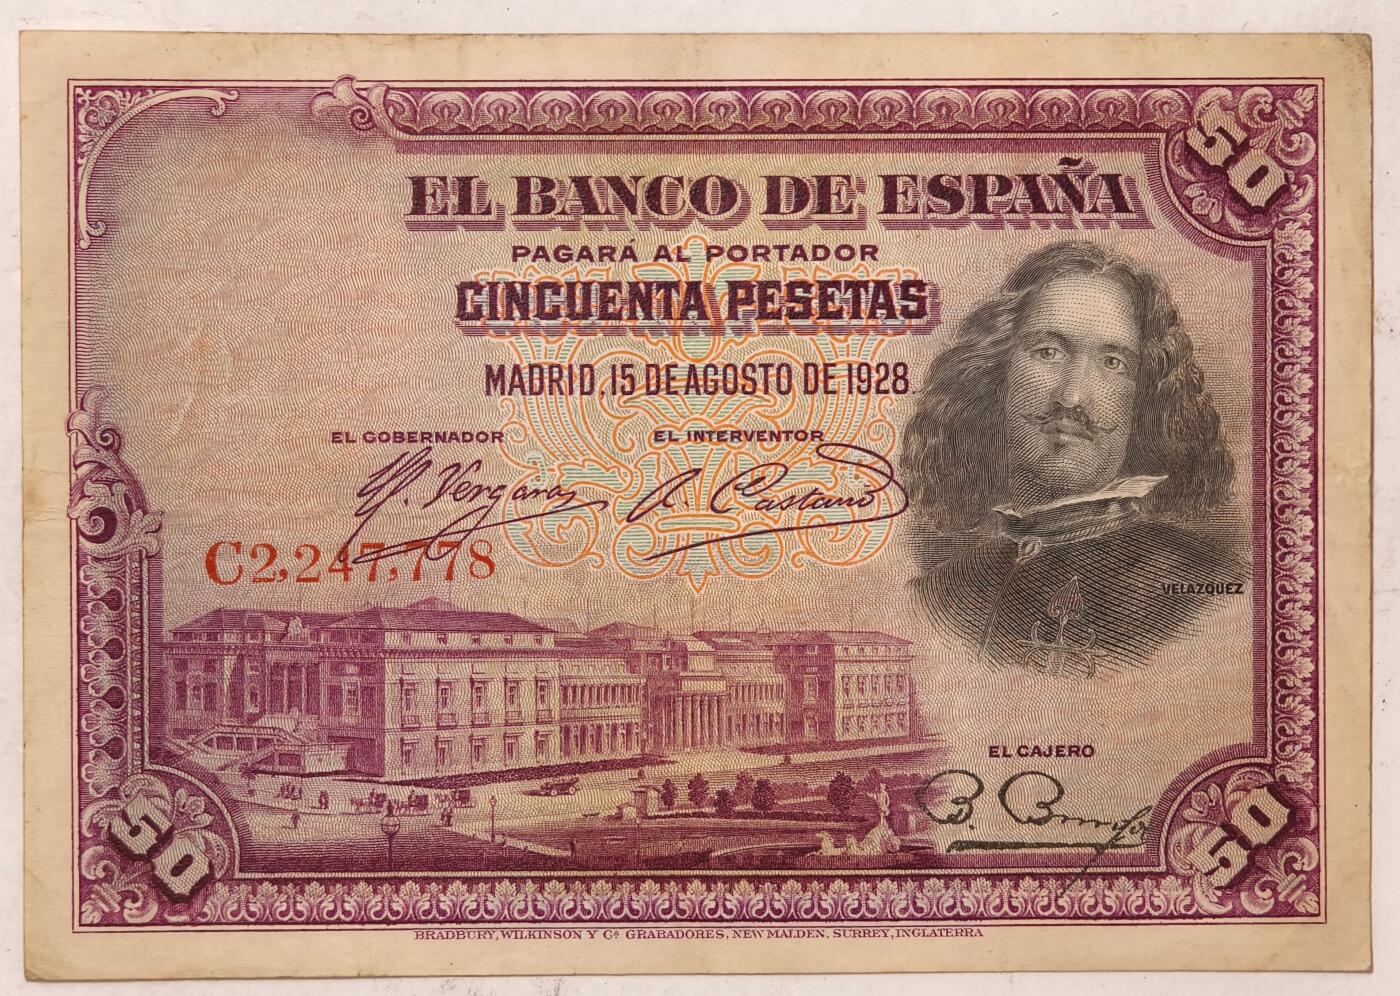 50
EL BANCO DE ESPAÑA
PAGARÁ AL PORTADOR
CINCUENTA PESETAS
MADRID, 15 DE AGOSTO DE 1928.
EL GOBERNADOR
EL INTERVENTOR
C2,247,778
VELAZQUEZ
EL CAJERO
50
50
BRADBURY, WILKINSON Y Cª GRABADORES, NEW MALDEN, SURREY, INGLATERRA